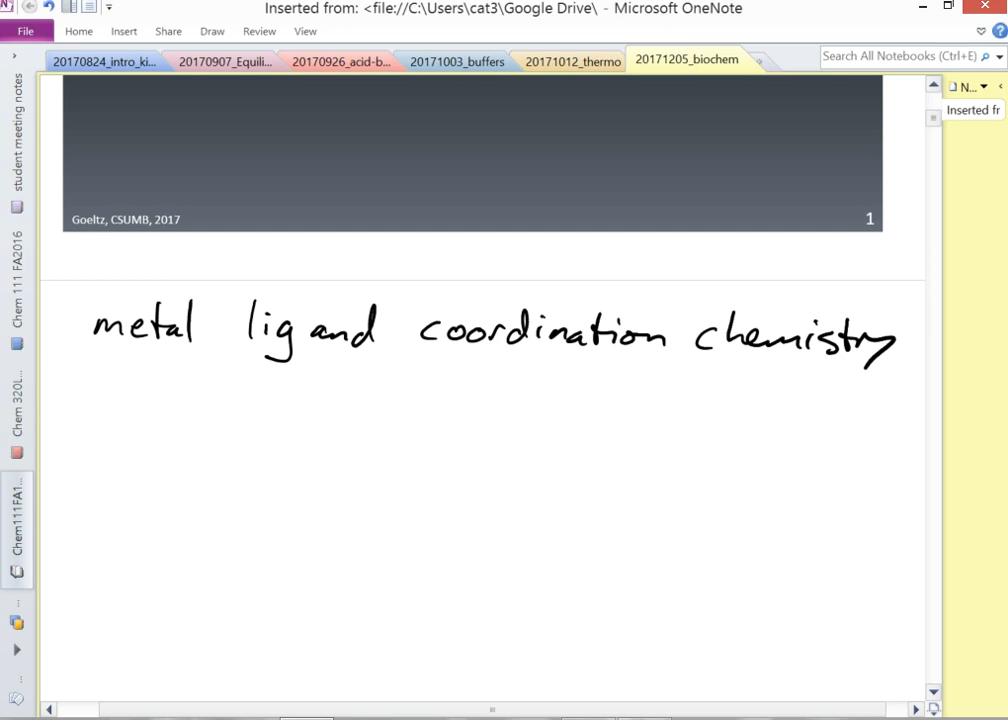 Inserted from: <file://C:\Users\cat3\Google Drive\ - Microsoft OneNote
File Home Insert Share Draw Review View
20170824_intro_ki... 20170907_Equili... 20170926_acid-b... 20171003_buffers 20171012_thermo 20171205_biochem
Search All Notebooks (Ctrl+E)
N...
Inserted fr
student meeting notes
Chem 111 FA2016
Chem 320L...
Chem111FA1...
Goeltz, CSUMB, 2017 1
metal ligand coordination chemistry